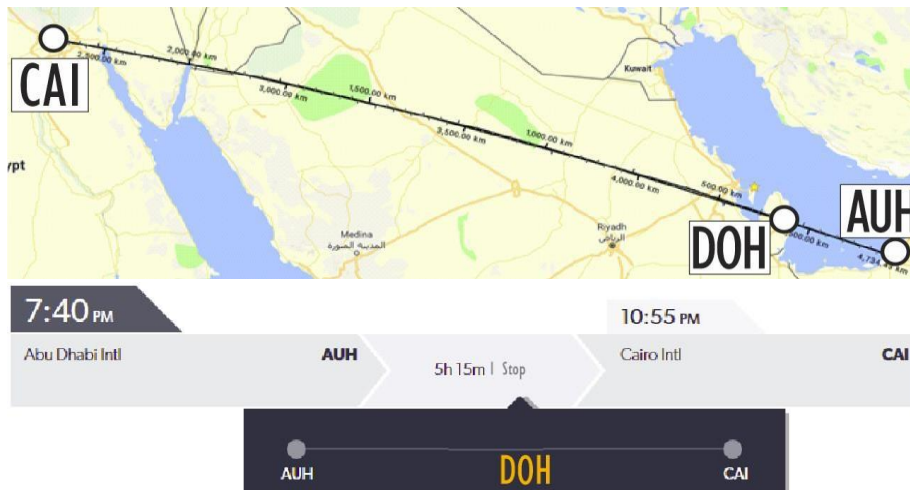 CAI
2,500.00 km
2,000.00 km
3,000.00 km
1,500.00 km
Kuwait
3,500.00 km
1,000.00 km
ypt
4,000.00 km
500.00 km
AUH
Medina
المدينة المنورة
Riyadh
الرياض
DOH
7:40 PM
10:55 PM
Abu Dhabi Intl
AUH
5h 15m | Stop
Cairo Intl
CAI
AUH
DOH
CAI